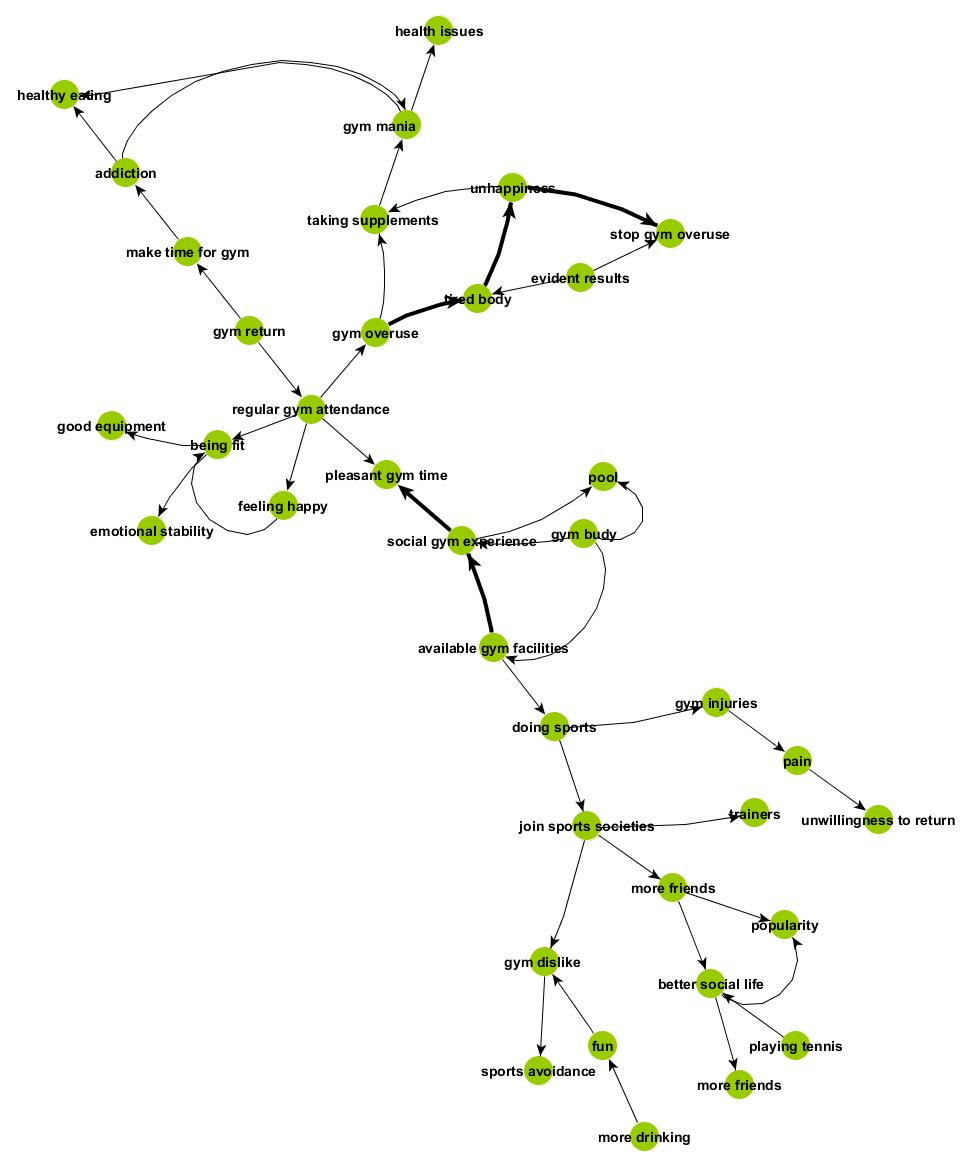 health issues
healthy eating
gym mania
addiction
unhappiness
taking supplements
stop gym overuse
make time for gym
evident results
tired body
gym return
gym overuse
regular gym attendance
good equipment
being fit
pleasant gym time
pool
feeling happy
emotional stability
gym budy
social gym experience
available gym facilities
gym injuries
doing sports
pain
trainers
unwillingness to return
join sports societies
more friends
popularity
gym dislike
better social life
fun
playing tennis
sports avoidance
more friends
more drinking